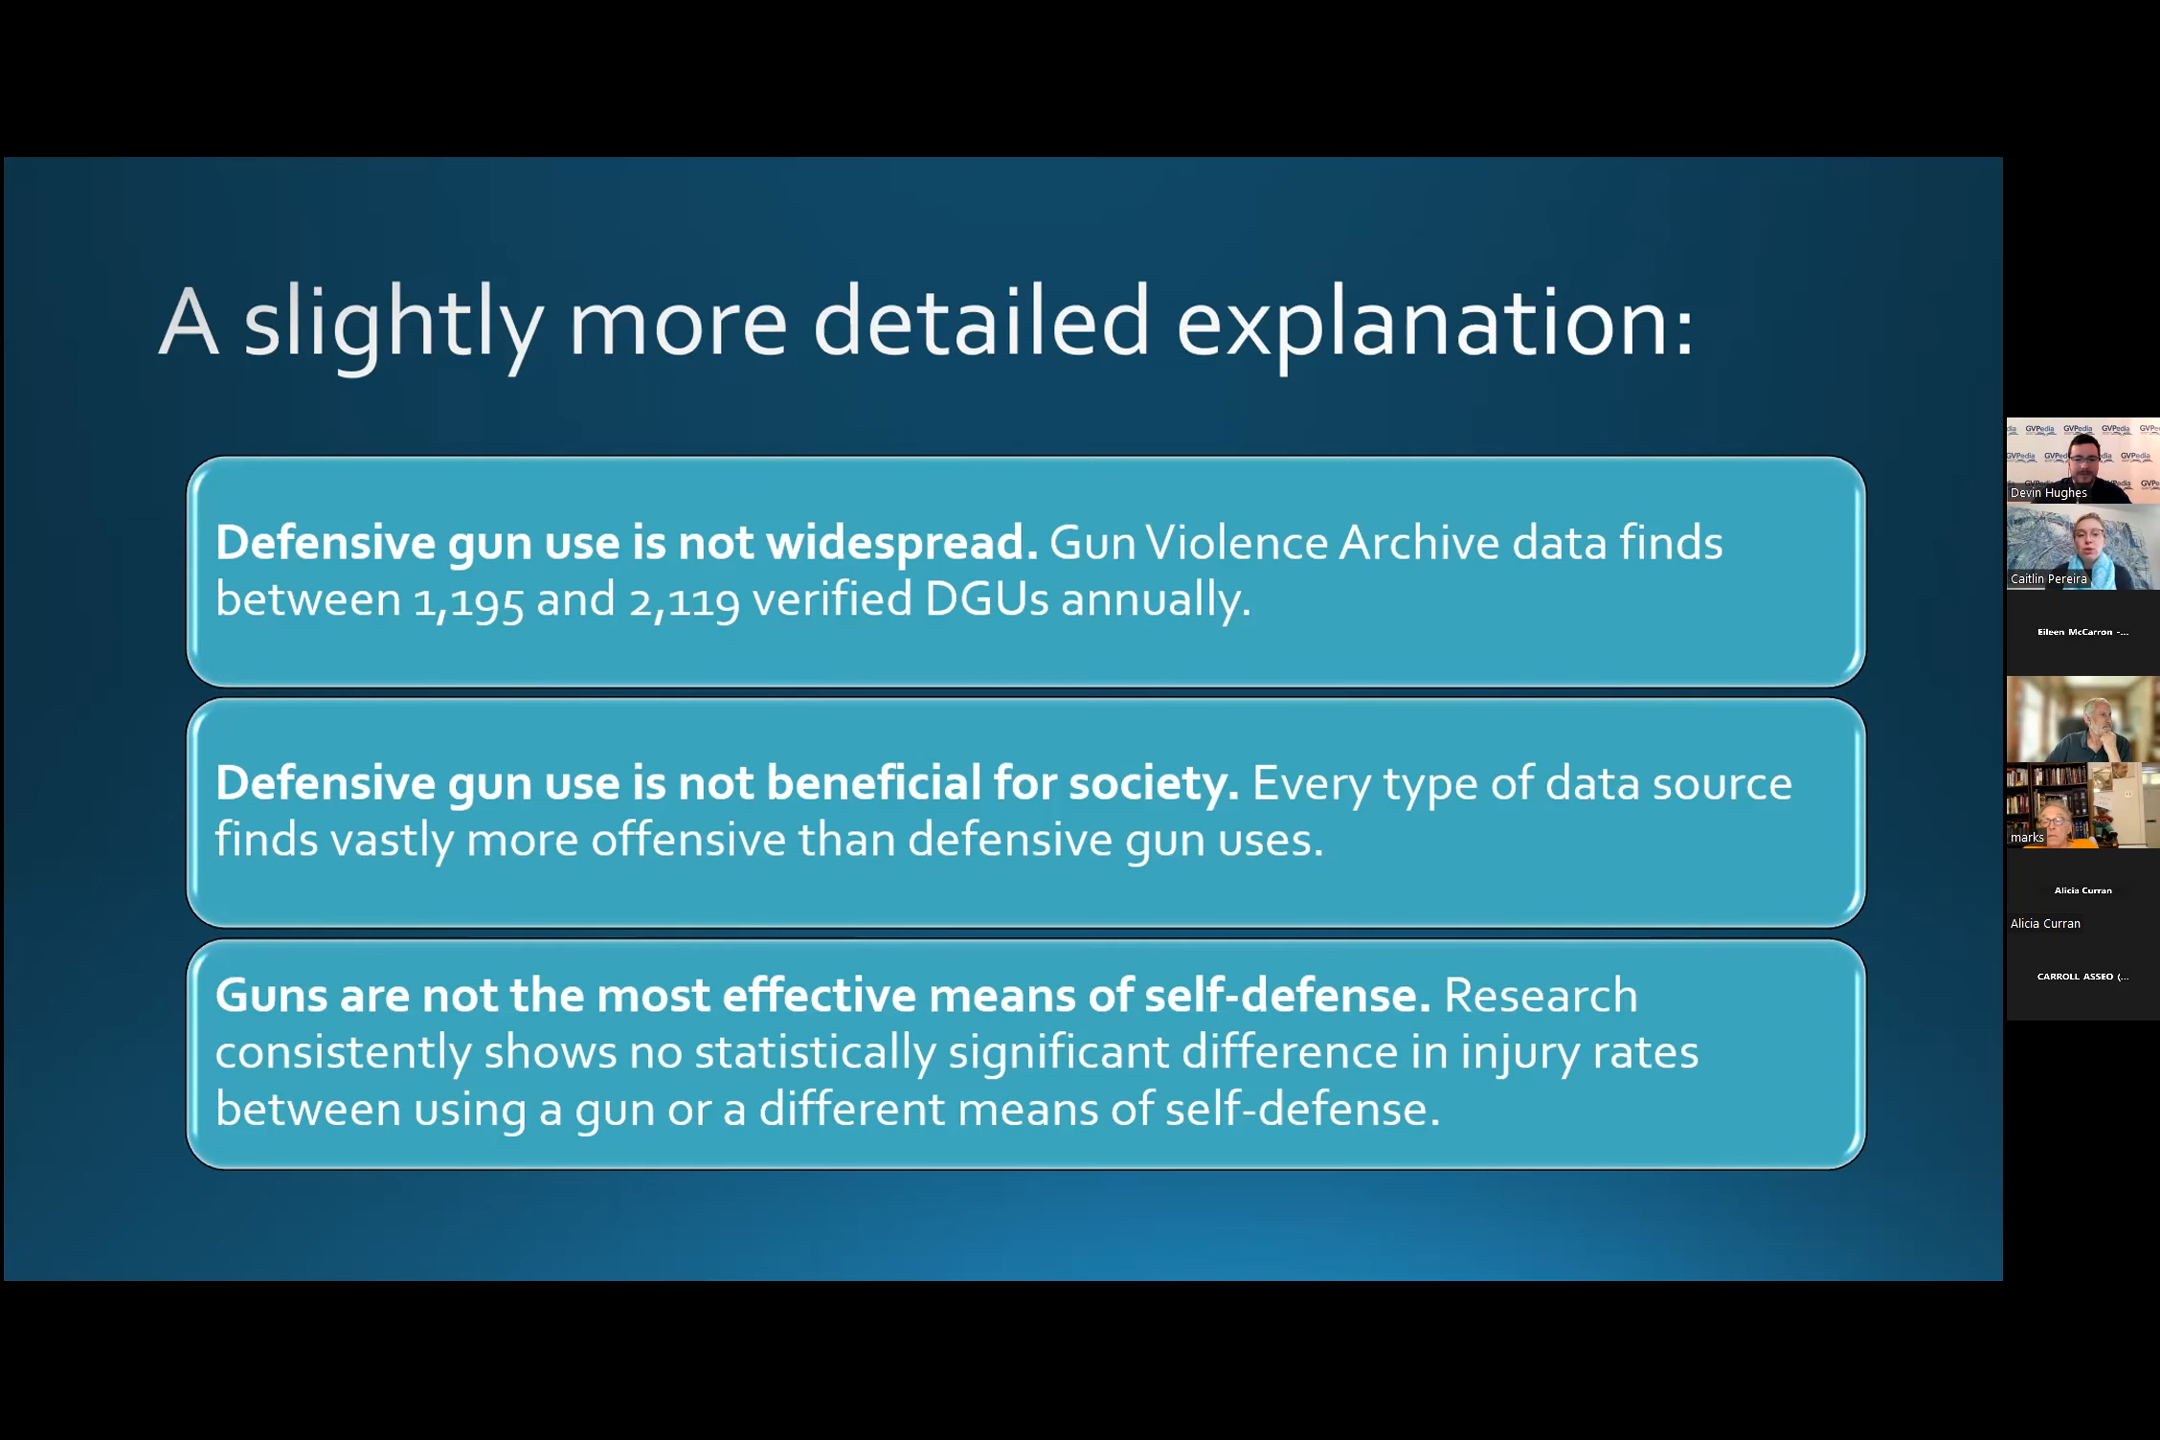 A slightly more detailed explanation:
Defensive gun use is not widespread. Gun Violence Archive data finds
between 1,195 and 2,119 verified DGUs annually.
Defensive gun use is not beneficial for society. Every type of data source
finds vastly more offensive than defensive gun uses.
Guns are not the most effective means of self-defense. Research
consistently shows no statistically significant difference in injury rates
between using a gun or a different means of self-defense.
GVPedia GVPedia GVPedia
GVPedia GVPedia
Devin Hughes
Caitlin Pereira
Eileen McCarron -...
marks
Alicia Curran
Alicia Curran
CARROLL ASSEO (...